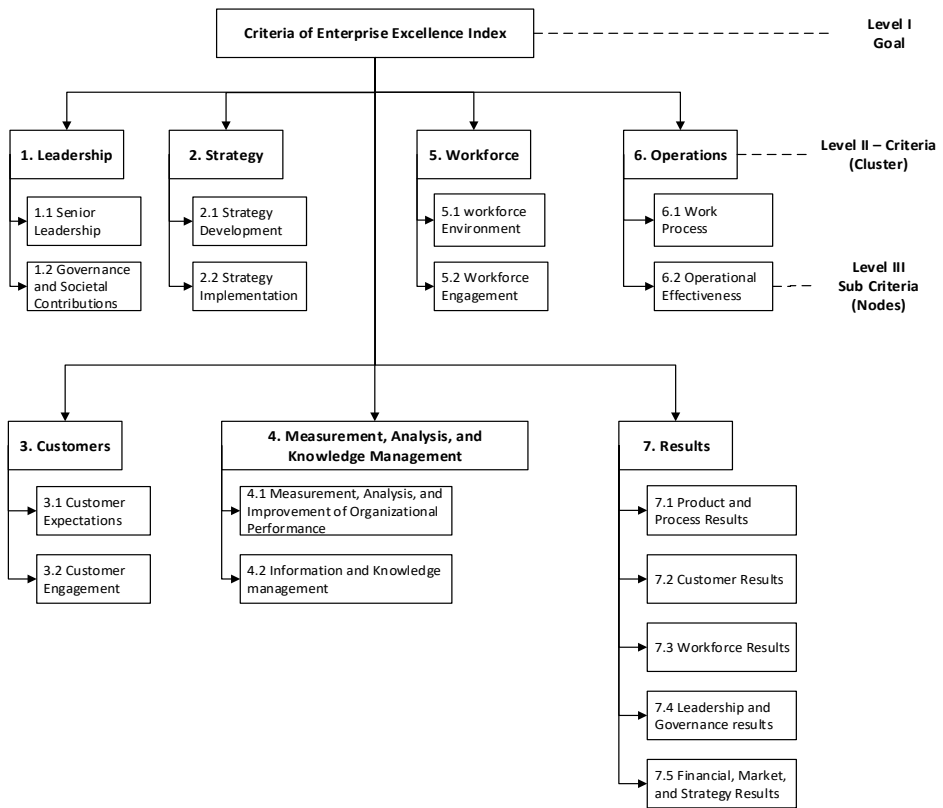 Criteria of Enterprise Excellence Index
Level I
Goal
1. Leadership
2. Strategy
5. Workforce
6. Operations
Level II – Criteria
(Cluster)
1.1 Senior
Leadership
2.1 Strategy
Development
5.1 workforce
Environment
6.1 Work
Process
1.2 Governance
and Societal
Contributions
2.2 Strategy
Implementation
5.2 Workforce
Engagement
6.2 Operational
Effectiveness
Level III
Sub Criteria
(Nodes)
3. Customers
4. Measurement, Analysis, and
Knowledge Management
7. Results
3.1 Customer
Expectations
4.1 Measurement, Analysis, and
Improvement of Organizational
Performance
7.1 Product and
Process Results
3.2 Customer
Engagement
4.2 Information and Knowledge
management
7.2 Customer Results
7.3 Workforce Results
7.4 Leadership and
Governance results
7.5 Financial, Market,
and Strategy Results